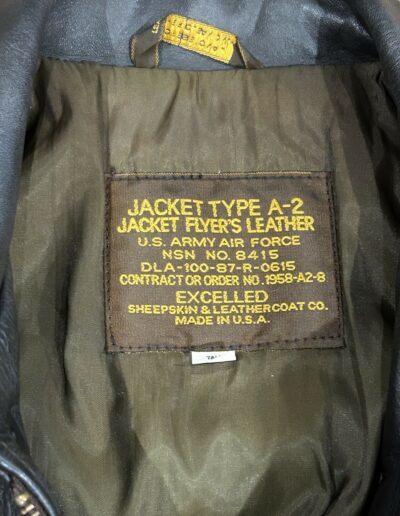 JACKET TYPE A-2
JACKET FLYER'S LEATHER
U.S. ARMY AIR FORCE
NSN NO. 8415
DLA-100-87-R-0615
CONTRACT OR ORDER NO. 1958-A2-8
EXCELLED
SHEEPSKIN & LEATHERCOAT CO.
MADE IN U.S.A.